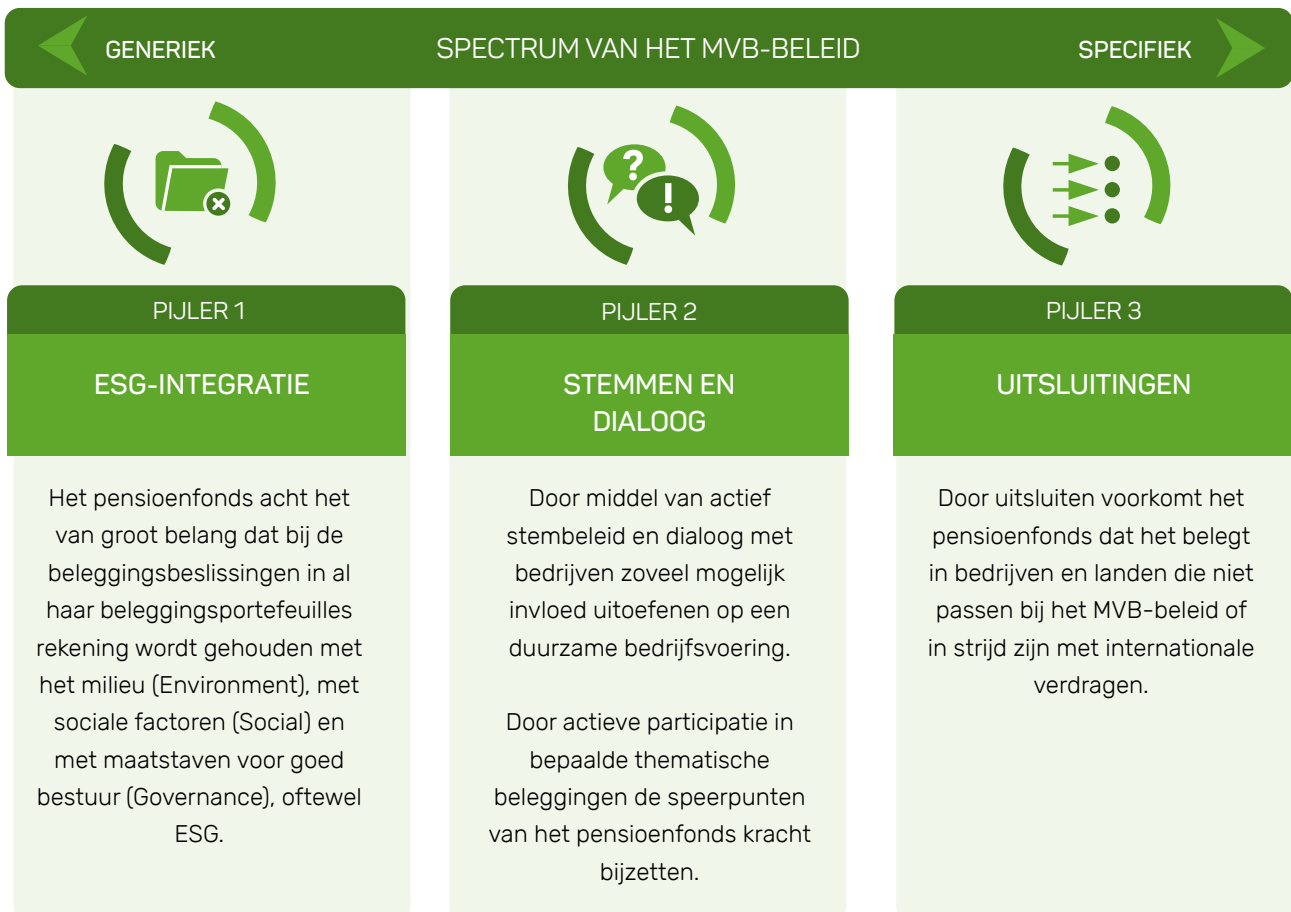 GENERIEK
SPECTRUM VAN HET MVB-BELEID
SPECIFIEK
PIJLER 1
ESG-INTEGRATIE
Het pensioenfonds acht het
van groot belang dat bij de
beleggingsbeslissingen in al
haar beleggingsportefeuilles
rekening wordt gehouden met
het milieu (Environment), met
sociale factoren (Social) en
met maatstaven voor goed
bestuur (Governance), oftewel
ESG.
?
!
PIJLER 2
STEMMEN EN
DIALOOG
Door middel van actief
stembeleid en dialoog met
bedrijven zoveel mogelijk
invloed uitoefenen op een
duurzame bedrijfsvoering.
Door actieve participatie in
bepaalde thematische
beleggingen de speerpunten
van het pensioenfonds kracht
bijzetten.
PIJLER 3
UITSLUITINGEN
Door uitsluiten voorkomt het
pensioenfonds dat het belegt
in bedrijven en landen die niet
passen bij het MVB-beleid of
in strijd zijn met internationale
verdragen.